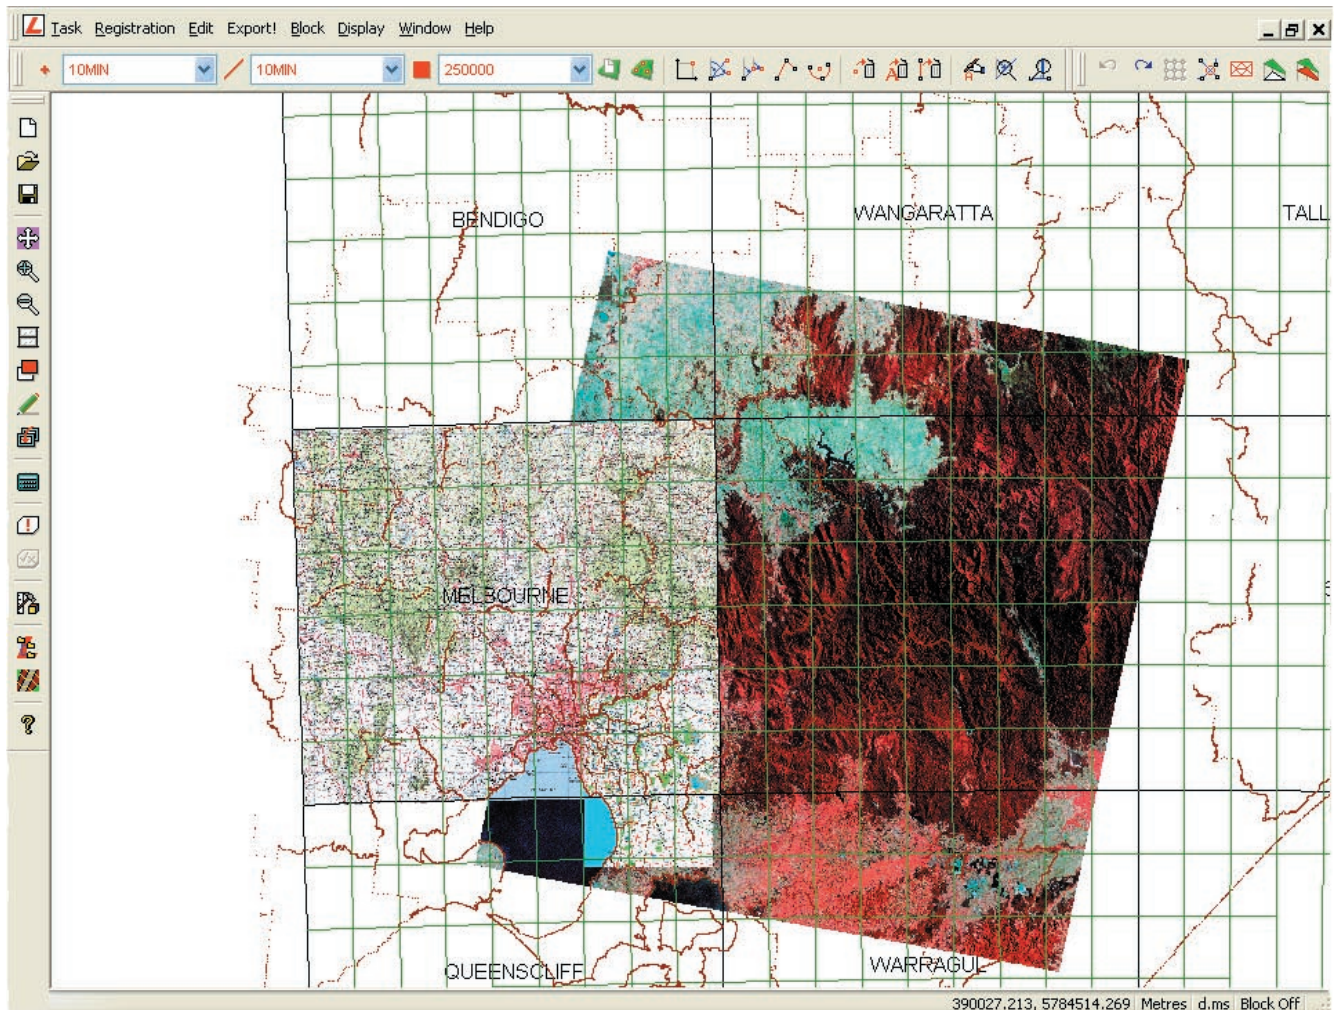 Task Registration Edit Export! Block Display Window Help
10MIN 10MIN 250000
BENDIGO WANGARATTA TALL
MELBOURNE
QUEENSCLIFF WARRAGUL
390027.213, 5784514.269 Metres d.ms Block Off